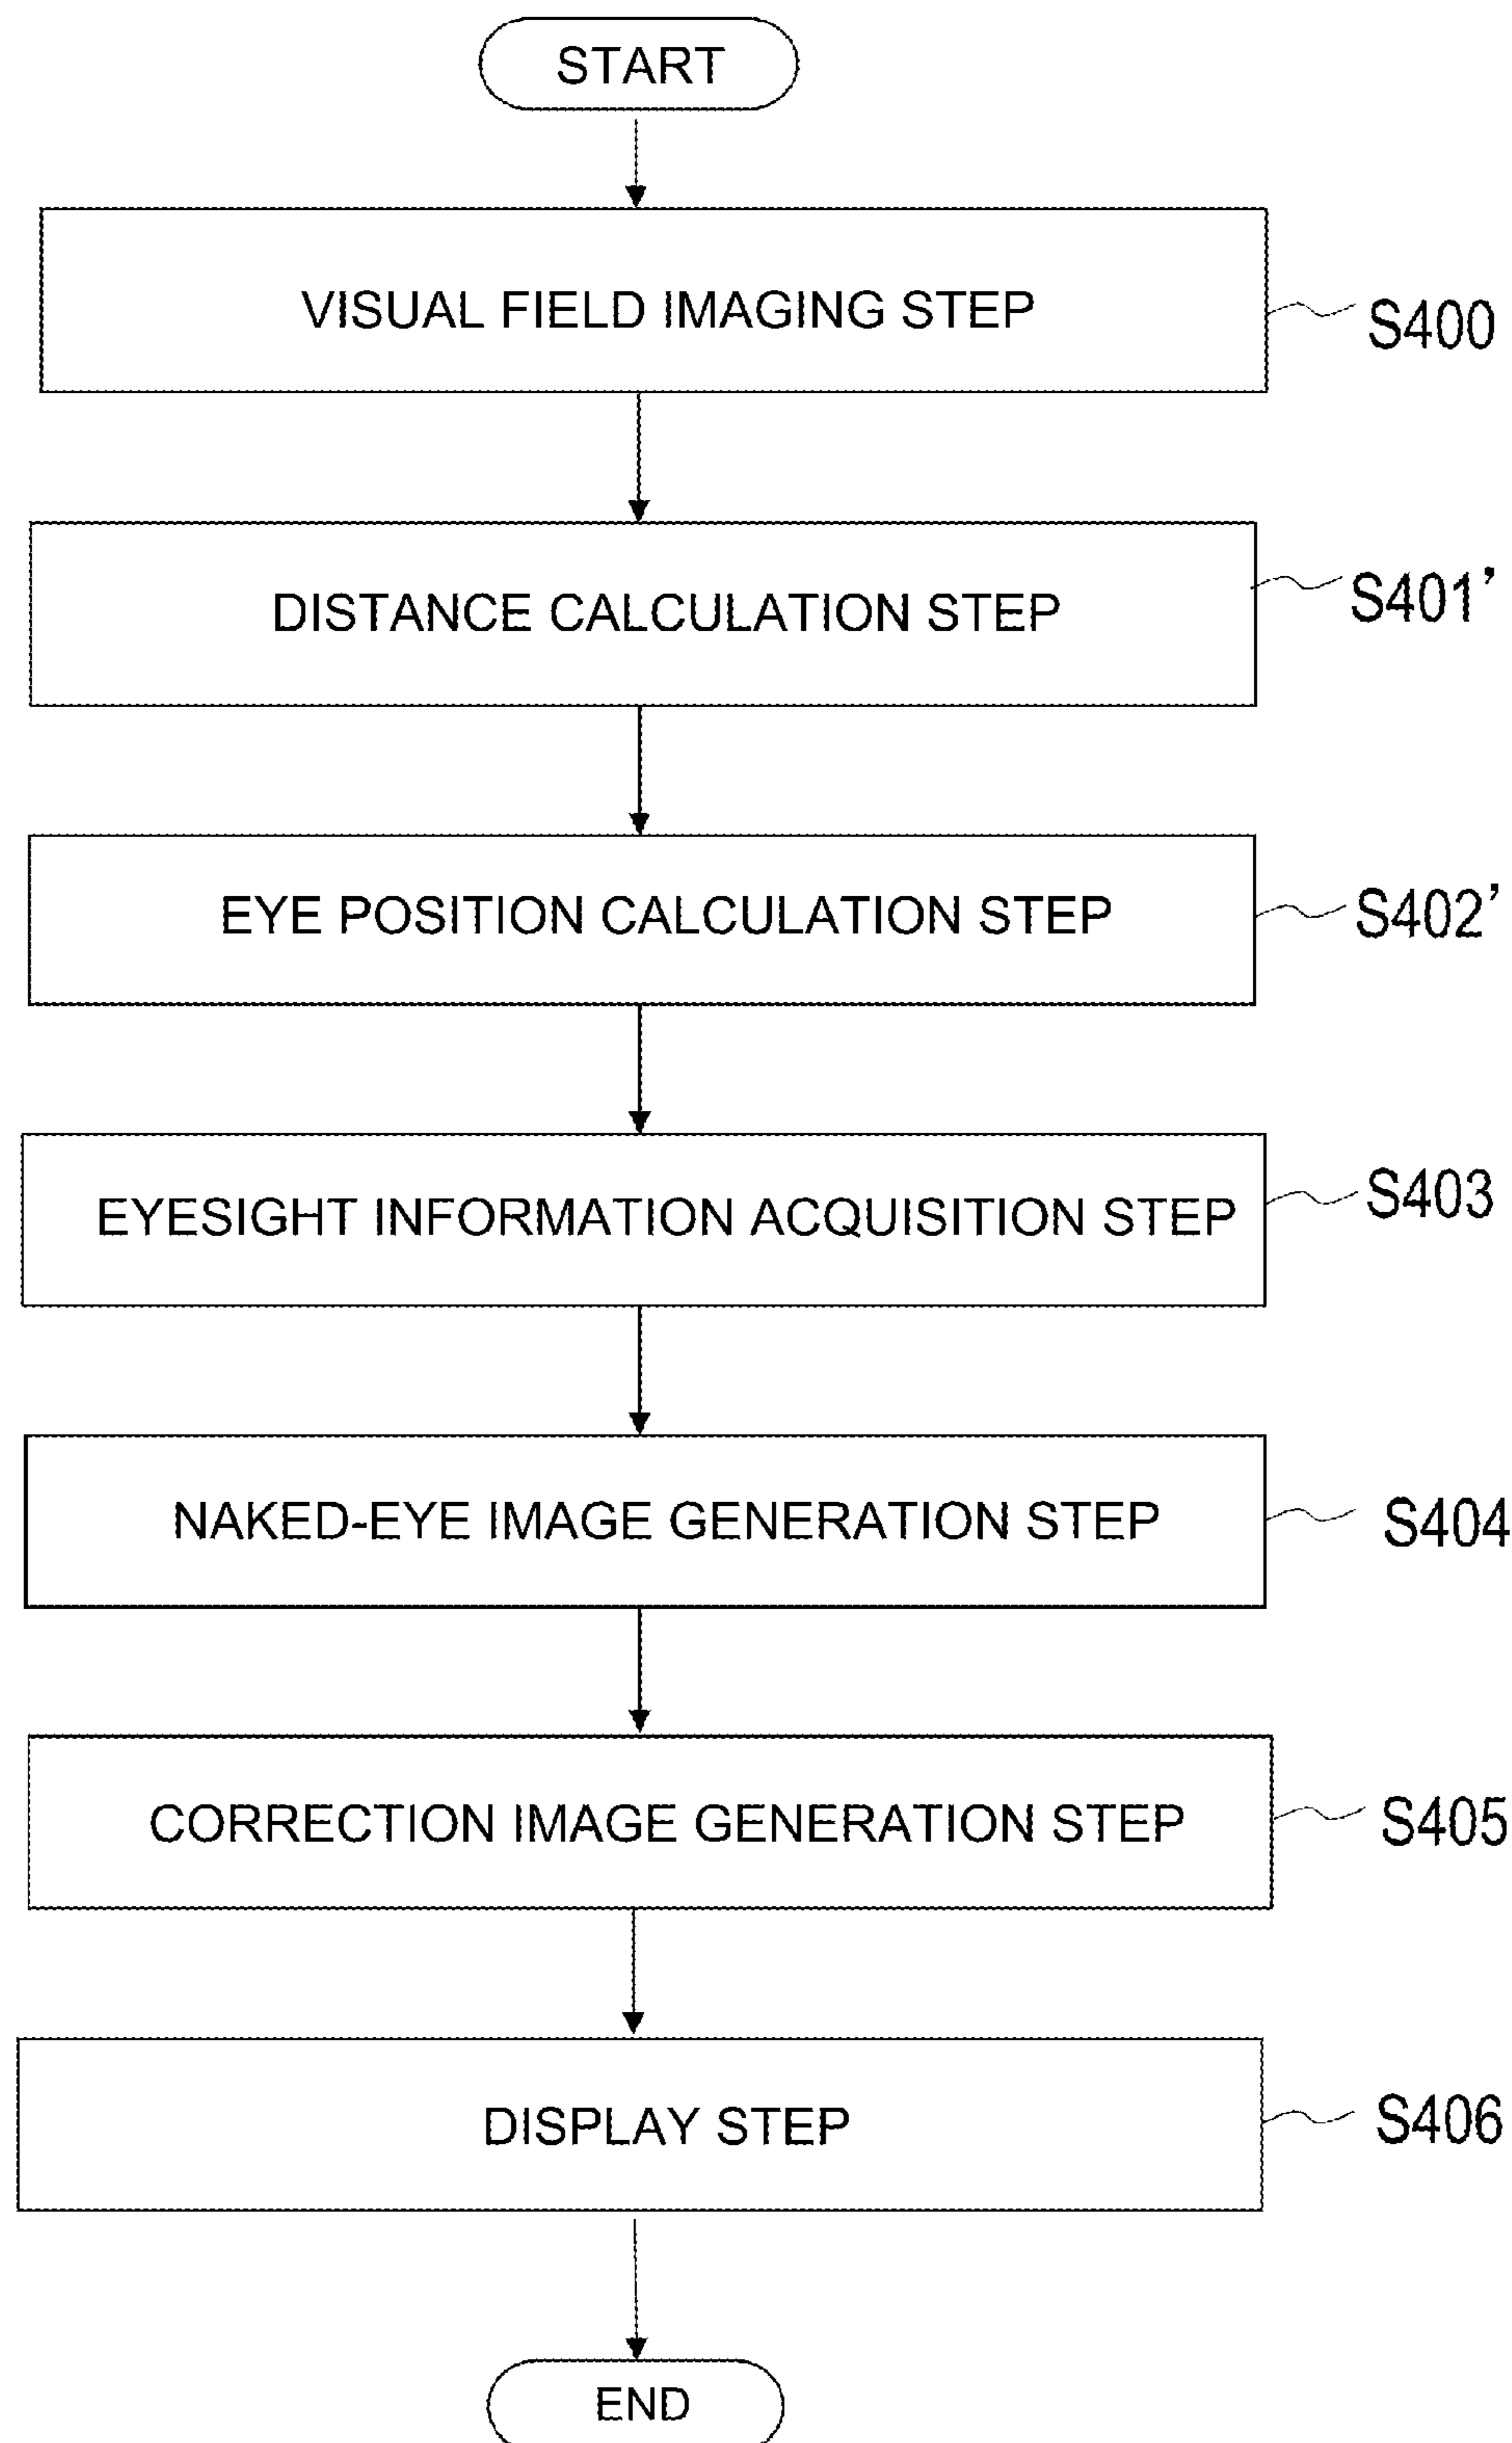 START
VISUAL FIELD IMAGING STEP
S400
DISTANCE CALCULATION STEP
S401’
EYE POSITION CALCULATION STEP
S402’
EYESIGHT INFORMATION ACQUISITION STEP
S403
NAKED-EYE IMAGE GENERATION STEP
S404
CORRECTION IMAGE GENERATION STEP
S405
DISPLAY STEP
S406
END